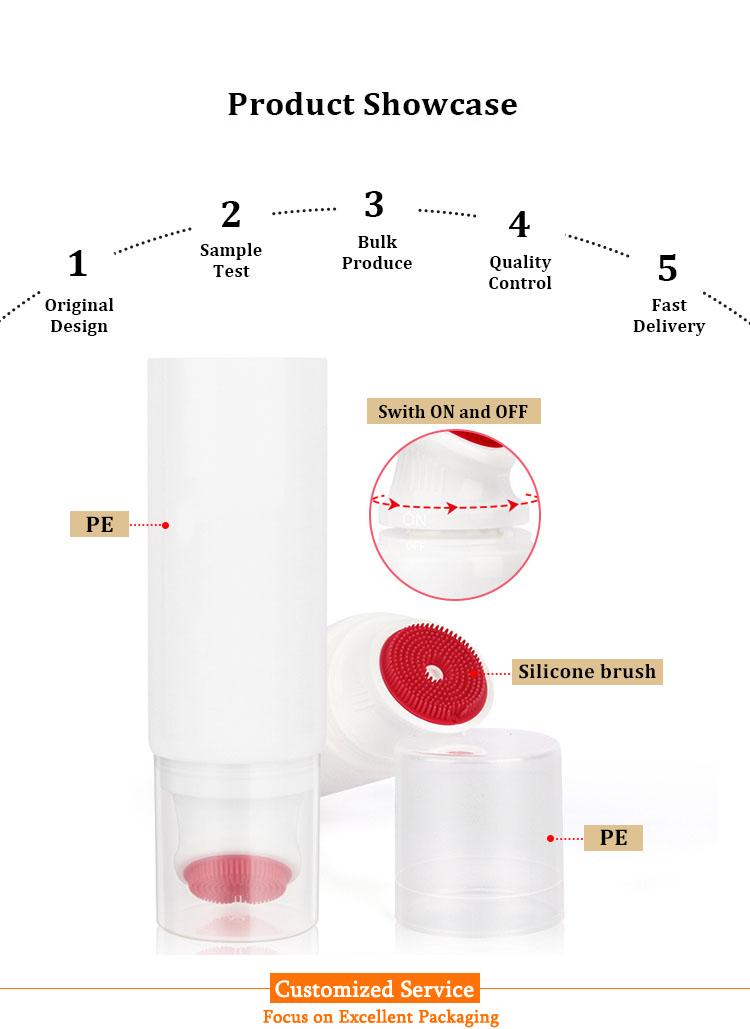 Product Showcase
1
Original
Design
2
Sample
Test
3
Bulk
Produce
4
Quality
Control
5
Fast
Delivery
Swith ON and OFF
ON
OFF
PE
Silicone brush
PE
Customized Service
Focus on Excellent Packaging